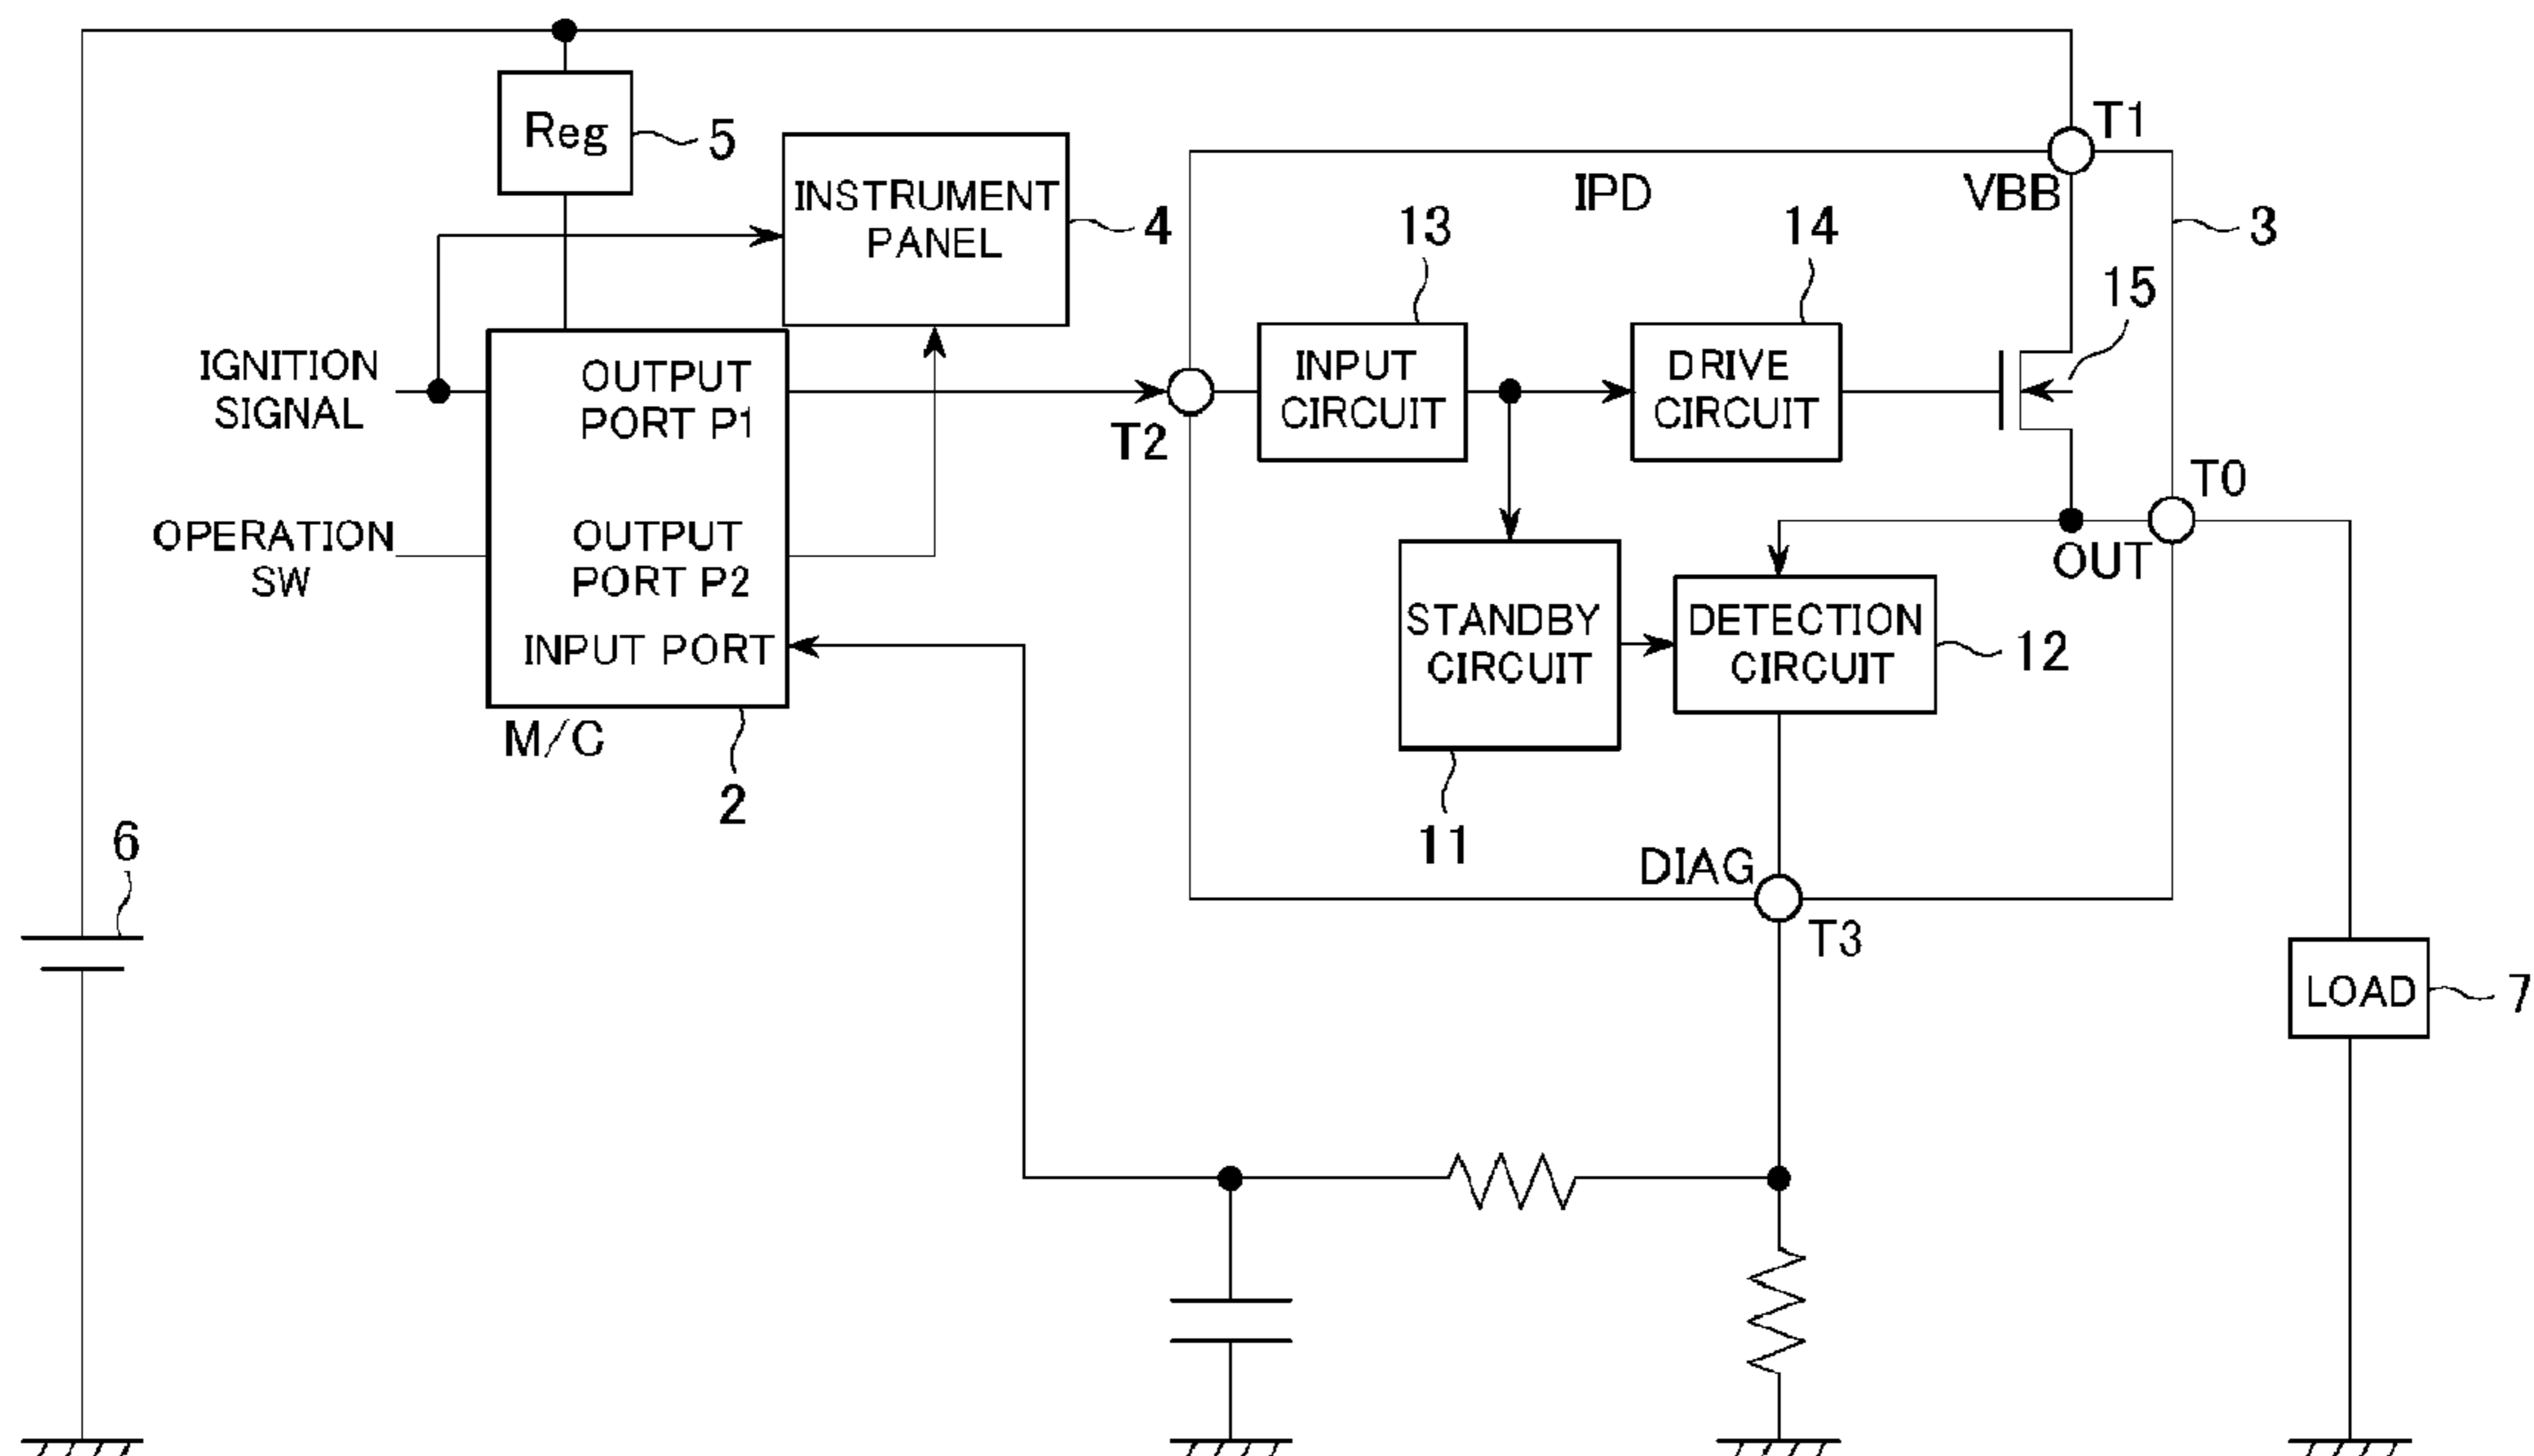 Reg
5
INSTRUMENT
PANEL
4
IGNITION
SIGNAL
OPERATION
SW
OUTPUT
PORT P1
OUTPUT
PORT P2
INPUT PORT
M/C
2
6
T1
VBB
IPD
3
13
14
15
INPUT
CIRCUIT
DRIVE
CIRCUIT
T2
T0
OUT
STANDBY
CIRCUIT
DETECTION
CIRCUIT
12
11
DIAG
T3
LOAD
7